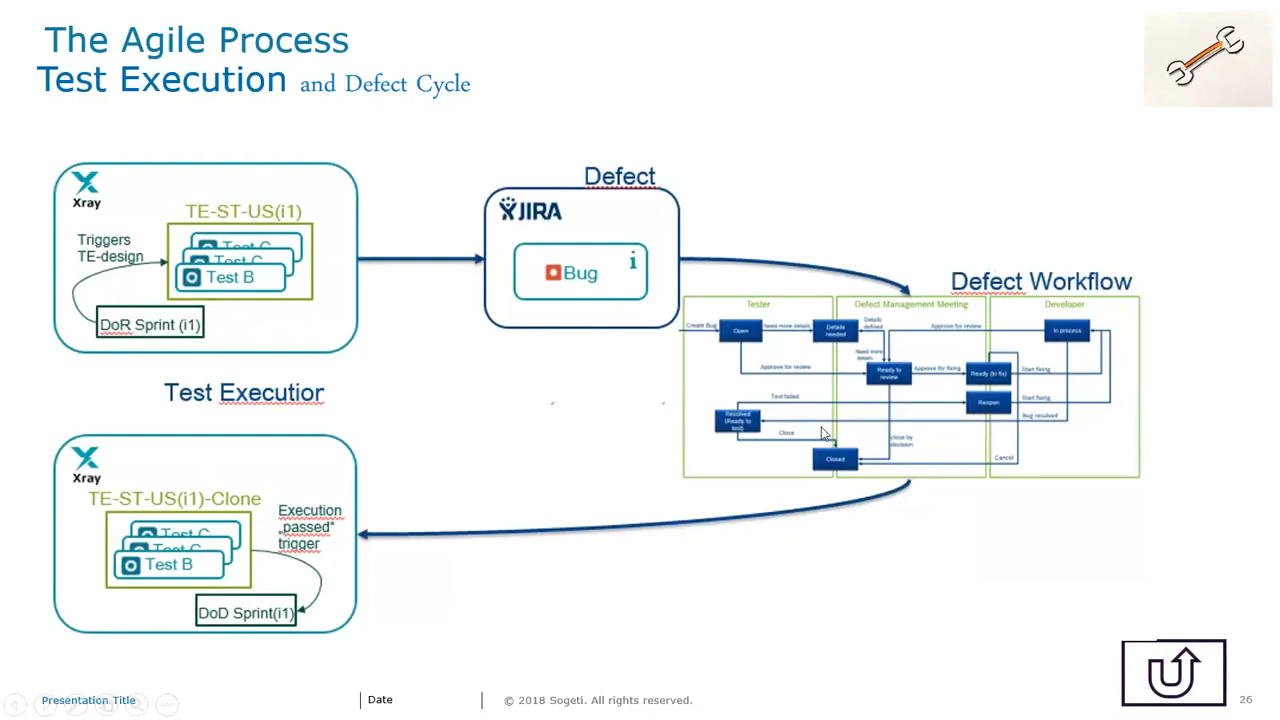 The Agile Process
Test Execution and Defect Cycle
Xray
TE-ST-US(i1)
Triggers
TE-design
Test C
Test C
Test B
DoR Sprint (i1)
Defect
JIRA
Bug
i
Defect Workflow
Tester
Defect Management Meeting
Developer
Create Bug
Open
Need more details
Details
needed
Details
defined
Approve for review
In process
Need more
details
Approve for review
Ready to
review
Approve for fixing
Ready (to fix)
Start fixing
Test failed
Reopen
Start fixing
Resolved
(Ready to
test)
Bug resolved
Close
close by
decision
Closed
Cancel
Test Executior
Xray
TE-ST-US(i1)-Clone
Execution
„passed“
trigger
Test C
Test C
Test B
DoD Sprint(i1)
Presentation Title
Date
© 2018 Sogeti. All rights reserved.
26